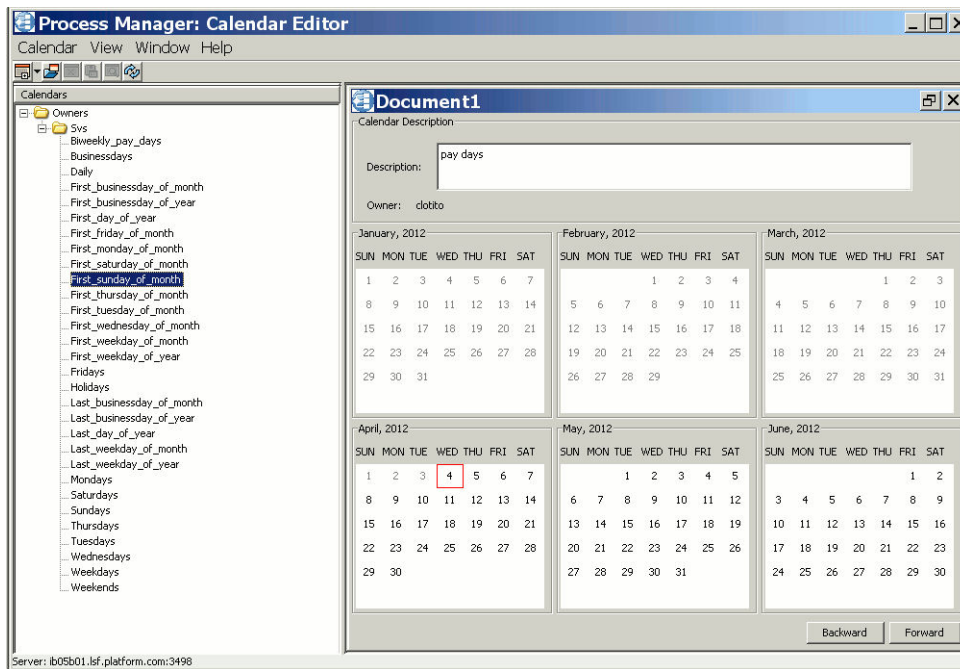 Process Manager: Calendar Editor
Calendar View Window Help
Calendars
Owners
Sys
Biweekly_pay_days
Businessdays
Daily
First_businessday_of_month
First_businessday_of_year
First_day_of_year
First_friday_of_month
First_monday_of_month
First_saturday_of_month
First_sunday_of_month
First_thursday_of_month
First_tuesday_of_month
First_wednesday_of_month
First_weekday_of_month
First_weekday_of_year
Fridays
Holidays
Last_businessday_of_month
Last_businessday_of_year
Last_day_of_year
Last_weekday_of_month
Last_weekday_of_year
Mondays
Saturdays
Sundays
Thursdays
Tuesdays
Wednesdays
Weekdays
Weekends
Document1
Calendar Description
Description: pay days
Owner: clotito
January, 2012
SUN MON TUE WED THU FRI SAT
1 2 3 4 5 6 7
8 9 10 11 12 13 14
15 16 17 18 19 20 21
22 23 24 25 26 27 28
29 30 31
February, 2012
SUN MON TUE WED THU FRI SAT
1 2 3 4
5 6 7 8 9 10 11
12 13 14 15 16 17 18
19 20 21 22 23 24 25
26 27 28 29
March, 2012
SUN MON TUE WED THU FRI SAT
1 2 3
4 5 6 7 8 9 10
11 12 13 14 15 16 17
18 19 20 21 22 23 24
25 26 27 28 29 30 31
April, 2012
SUN MON TUE WED THU FRI SAT
1 2 3 4 5 6 7
8 9 10 11 12 13 14
15 16 17 18 19 20 21
22 23 24 25 26 27 28
29 30
May, 2012
SUN MON TUE WED THU FRI SAT
1 2 3 4 5
6 7 8 9 10 11 12
13 14 15 16 17 18 19
20 21 22 23 24 25 26
27 28 29 30 31
June, 2012
SUN MON TUE WED THU FRI SAT
1 2
3 4 5 6 7 8 9
10 11 12 13 14 15 16
17 18 19 20 21 22 23
24 25 26 27 28 29 30
Backward Forward
Server: ib05b01.lsf.platform.com:3498